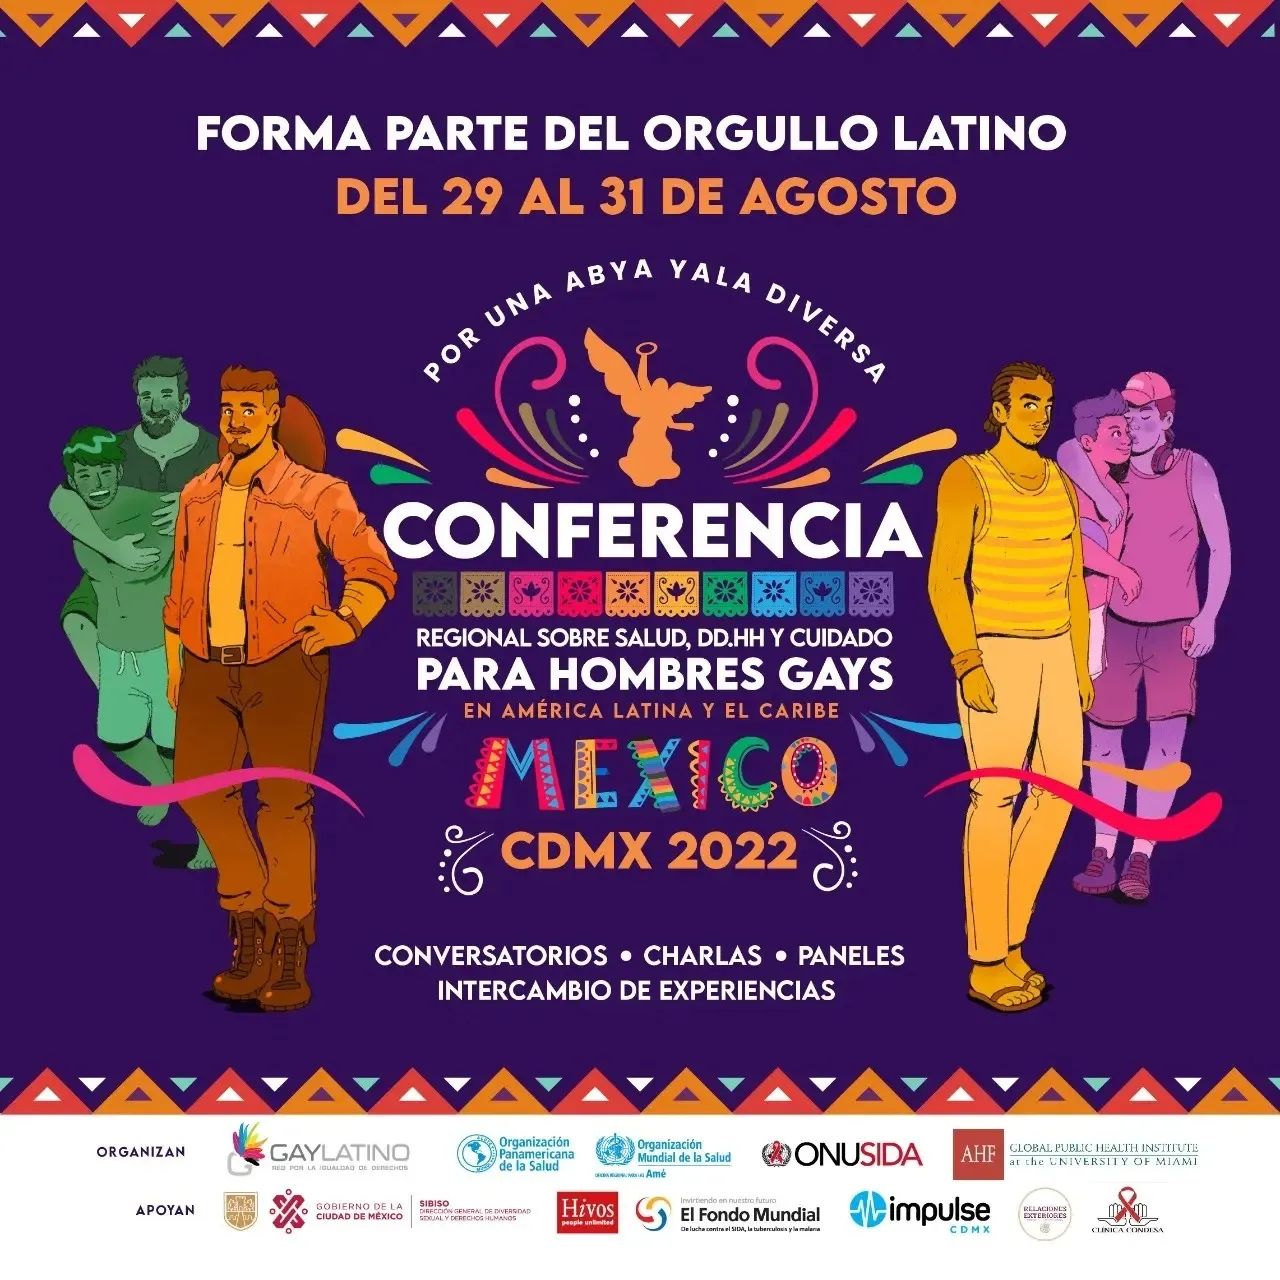 FORMA PARTE DEL ORGULLO LATINO
DEL 29 AL 31 DE AGOSTO
POR UNA ABYA YALA DIVERSA
CONFERENCIA
REGIONAL SOBRE SALUD, DD.HH Y CUIDADO
PARA HOMBRES GAYS
EN AMÉRICA LATINA Y EL CARIBE
MEXICO
CDMX 2022
CONVERSATORIOS • CHARLAS • PANELES
INTERCAMBIO DE EXPERIENCIAS
ORGANIZAN
GAYLATINO
RED POR LA IGUALDAD DE DERECHOS
Organización
Panamericana
de la Salud
Organización
Mundial de la Salud
OFICINA REGIONAL PARA LAS Amé
ONUSIDA
AHF
GLOBAL PUBLIC HEALTH INSTITUTE
at the UNIVERSITY OF MIAMI
APOYAN
GOBIERNO DE LA
CIUDAD DE MÉXICO
SIBISO
DIRECCIÓN GENERAL DE DIVERSIDAD
SEXUAL Y DERECHOS HUMANOS
Hivos
people unlimited
Invirtiendo en nuestro futuro
El Fondo Mundial
De lucha contra el SIDA, la tuberculosis y la malaria
impulse
CDMX
RELACIONES
EXTERIORES
CLÍNICA CONDESA